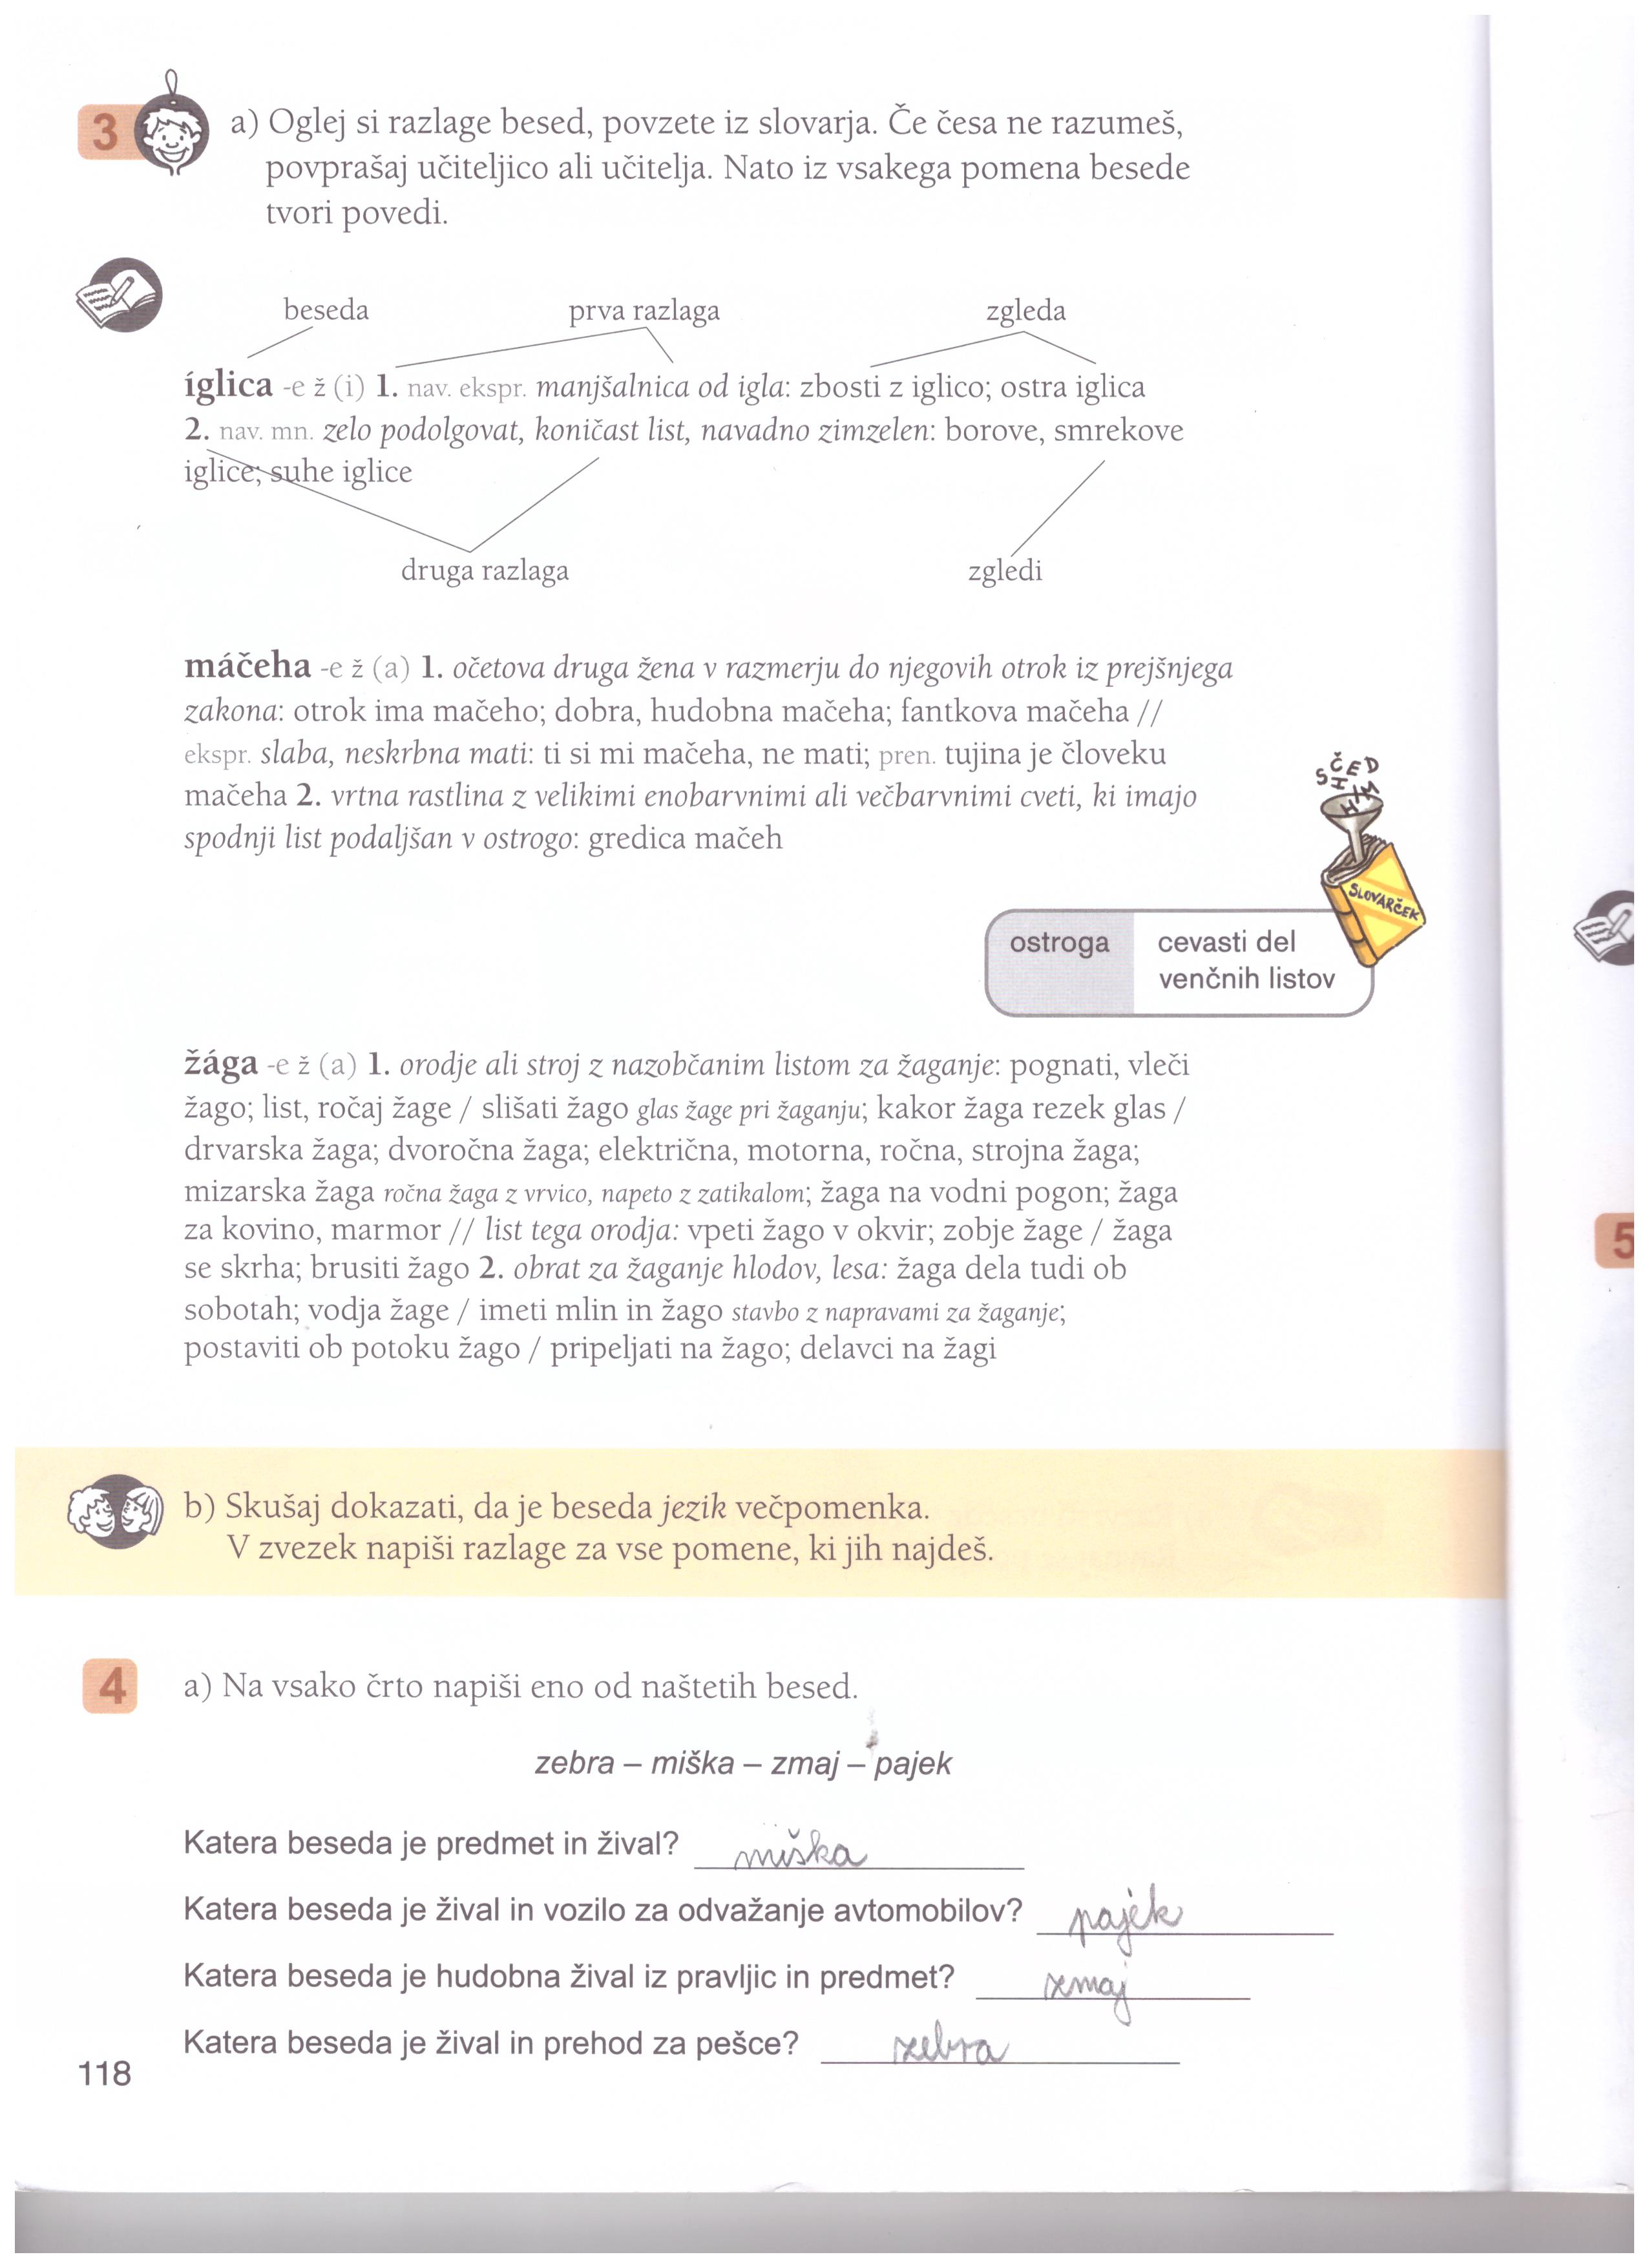 3
a) Oglej si razlage besed, povzete iz slovarja. Če česa ne razumeš,
povprašaj učiteljico ali učitelja. Nato iz vsakega pomena besede
tvori povedi.
beseda prva razlaga zgleda
íglica -e ž (i) 1. nav. ekspr. manjšalnica od igla: zbosti z iglico; ostra iglica
2. nav. mn. zelo podolgovat, koničast list, navadno zimzelen: borove, smrekove
iglice; suhe iglice
druga razlaga zgledi
máčeha -e ž (a) 1. očetova druga žena v razmerju do njegovih otrok iz prejšnjega
zakona: otrok ima mačeho; dobra, hudobna mačeha; fantkova mačeha //
ekspr. slaba, neskrbna mati: ti si mi mačeha, ne mati; pren. tujina je človeku
mačeha 2. vrtna rastlina z velikimi enobarvnimi ali večbarvnimi cveti, ki imajo
spodnji list podaljšan v ostrogo: gredica mačeh
SLOVARČEK
ostroga cevasti del
venčnih listov
žága -e ž (a) 1. orodje ali stroj z nazobčanim listom za žaganje: pognati, vleči
žago; list, ročaj žage / slišati žago glas žage pri žaganju; kakor žaga rezek glas /
drvarska žaga; dvoročna žaga; električna, motorna, ročna, strojna žaga;
mizarska žaga ročna žaga z vrvico, napeto z zatikalom; žaga na vodni pogon; žaga
za kovino, marmor // list tega orodja: vpeti žago v okvir; zobje žage / žaga
se skrha; brusiti žago 2. obrat za žaganje hlodov, lesa: žaga dela tudi ob
sobotah; vodja žage / imeti mlin in žago stavbo z napravami za žaganje;
postaviti ob potoku žago / pripeljati na žago; delavci na žagi
b) Skušaj dokazati, da je beseda jezik večpomenka.
V zvezek napiši razlage za vse pomene, ki jih najdeš.
4
a) Na vsako črto napiši eno od naštetih besed.
zebra – miška – zmaj – pajek
Katera beseda je predmet in žival? miška
Katera beseda je žival in vozilo za odvažanje avtomobilov? pajek
Katera beseda je hudobna žival iz pravljic in predmet? zmaj
Katera beseda je žival in prehod za pešce? zebra
118
5